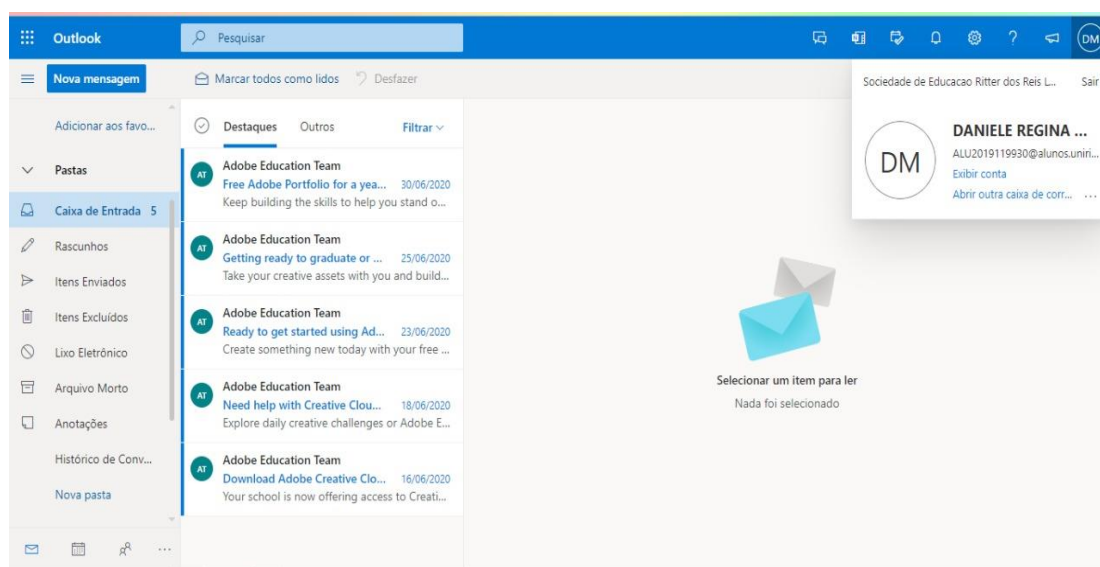 Outlook
Pesquisar
DM
Nova mensagem
Marcar todos como lidos
Desfazer
Sociedade de Educacao Ritter dos Reis L...
Sair
DM
DANIELE REGINA ...
ALU2019119930@alunos.uniri...
Exibir conta
Abrir outra caixa de corr...
Adicionar aos favo...
Pastas
Caixa de Entrada 5
Rascunhos
Itens Enviados
Itens Excluídos
Lixo Eletrônico
Arquivo Morto
Anotações
Histórico de Conv...
Nova pasta
Destaques Outros Filtrar
AT
Adobe Education Team
Free Adobe Portfolio for a yea... 30/06/2020
Keep building the skills to help you stand o...
AT
Adobe Education Team
Getting ready to graduate or ... 25/06/2020
Take your creative assets with you and build...
AT
Adobe Education Team
Ready to get started using Ad... 23/06/2020
Create something new today with your free ...
AT
Adobe Education Team
Need help with Creative Clou... 18/06/2020
Explore daily creative challenges or Adobe E...
AT
Adobe Education Team
Download Adobe Creative Clo... 16/06/2020
Your school is now offering access to Creati...
Selecionar um item para ler
Nada foi selecionado